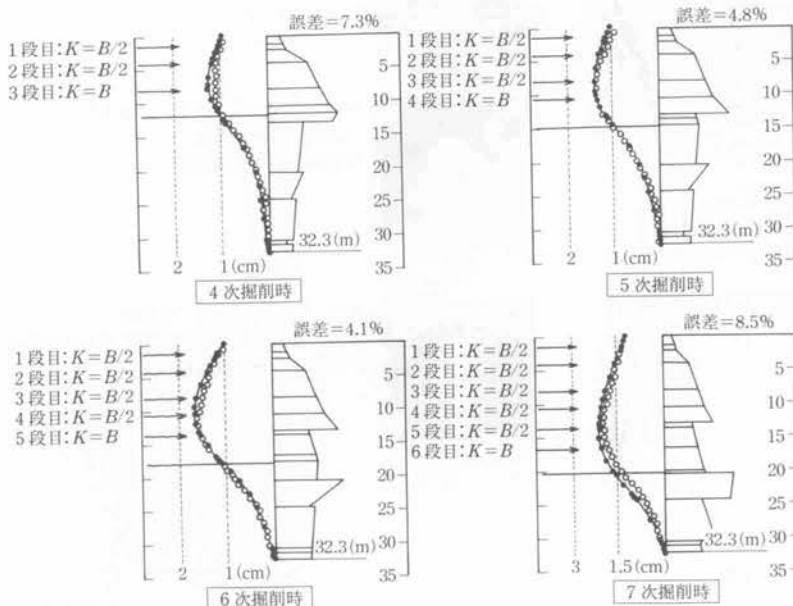 誤差=7.3%
1段目:K=B/2
2段目:K=B/2
3段目:K=B
5
10
15
20
25
30
35
32.3(m)
2
1(cm)
4次掘削時
誤差=4.8%
1段目:K=B/2
2段目:K=B/2
3段目:K=B/2
4段目:K=B
5
10
15
20
25
30
35
32.3(m)
2
1(cm)
5次掘削時
誤差=4.1%
1段目:K=B/2
2段目:K=B/2
3段目:K=B/2
4段目:K=B/2
5段目:K=B
5
10
15
20
25
30
35
32.3(m)
2
1(cm)
6次掘削時
誤差=8.5%
1段目:K=B/2
2段目:K=B/2
3段目:K=B/2
4段目:K=B/2
5段目:K=B/2
6段目:K=B
5
10
15
20
25
30
35
32.3(m)
3
1.5(cm)
7次掘削時